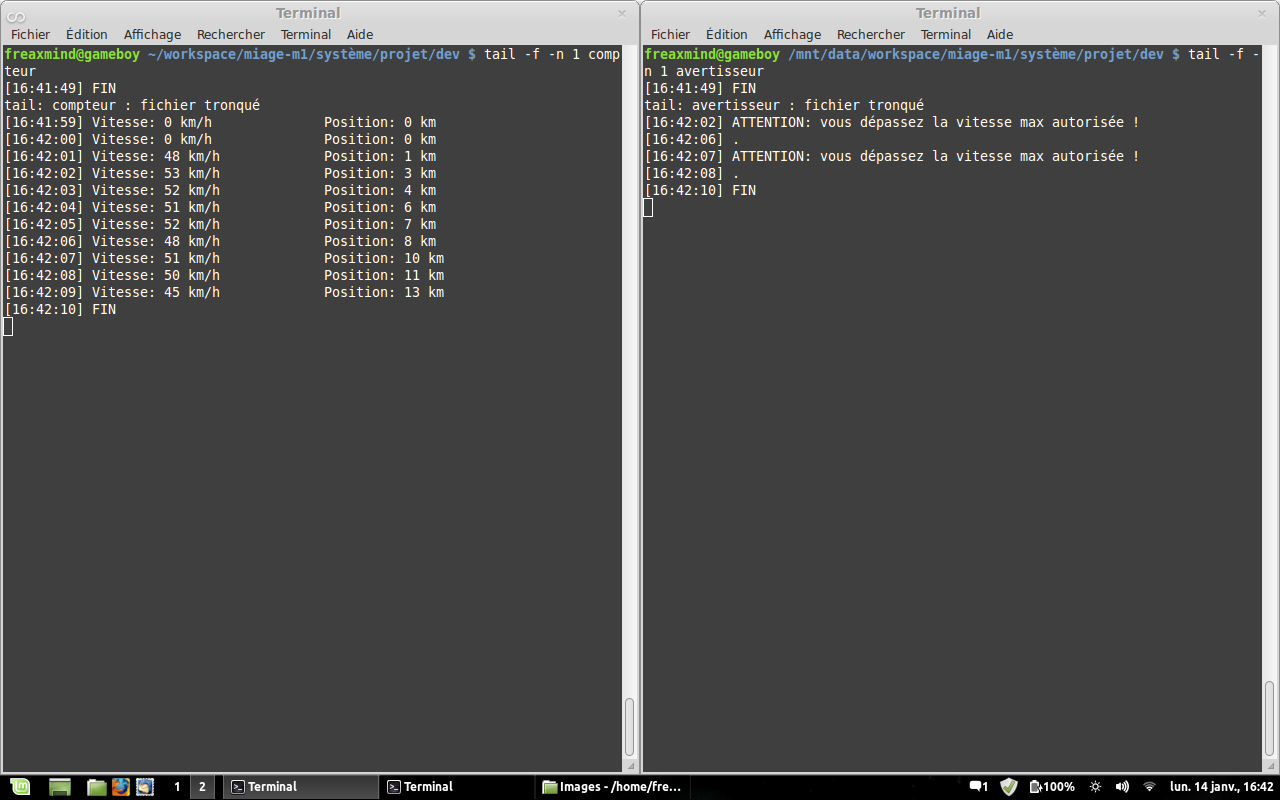 Terminal
Fichier Édition Affichage Rechercher Terminal Aide
freaxmind@gameboy ~/workspace/miage-m1/système/projet/dev $ tail -f -n 1 comp
teur
[16:41:49] FIN
tail: compteur : fichier tronqué
[16:41:59] Vitesse: 0 km/h Position: 0 km
[16:42:00] Vitesse: 0 km/h Position: 0 km
[16:42:01] Vitesse: 48 km/h Position: 1 km
[16:42:02] Vitesse: 53 km/h Position: 3 km
[16:42:03] Vitesse: 52 km/h Position: 4 km
[16:42:04] Vitesse: 51 km/h Position: 6 km
[16:42:05] Vitesse: 52 km/h Position: 7 km
[16:42:06] Vitesse: 48 km/h Position: 8 km
[16:42:07] Vitesse: 51 km/h Position: 10 km
[16:42:08] Vitesse: 50 km/h Position: 11 km
[16:42:09] Vitesse: 45 km/h Position: 13 km
[16:42:10] FIN
Terminal
Fichier Édition Affichage Rechercher Terminal Aide
freaxmind@gameboy /mnt/data/workspace/miage-m1/système/projet/dev $ tail -f -
n 1 avertisseur
[16:41:49] FIN
tail: avertisseur : fichier tronqué
[16:42:02] ATTENTION: vous dépassez la vitesse max autorisée !
[16:42:06] .
[16:42:07] ATTENTION: vous dépassez la vitesse max autorisée !
[16:42:08] .
[16:42:10] FIN
1 2 Terminal Terminal Images - /home/fre... 1 100% lun. 14 janv., 16:42